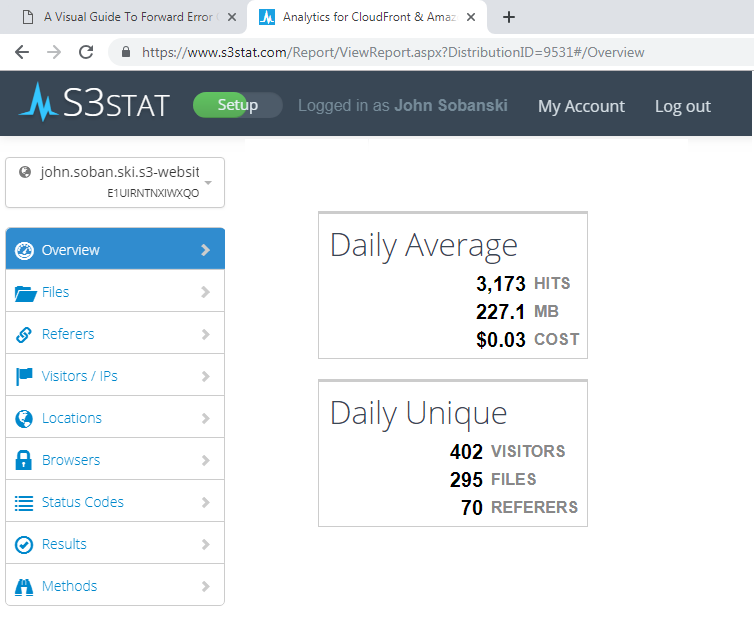 A Visual Guide To Forward Error
Analytics for CloudFront & Amaz
https://www.s3stat.com/Report/ViewReport.aspx?DistributionID=9531#/Overview
S3STAT
Setup
Logged in as John Sobanski
My Account
Log out
john.soban.ski.s3-websit
E1UIRNTNXIWXQO
Overview
Files
Referers
Visitors / IPs
Locations
Browsers
Status Codes
Results
Methods
Daily Average
3,173 HITS
227.1 MB
$0.03 COST
Daily Unique
402 VISITORS
295 FILES
70 REFERERS